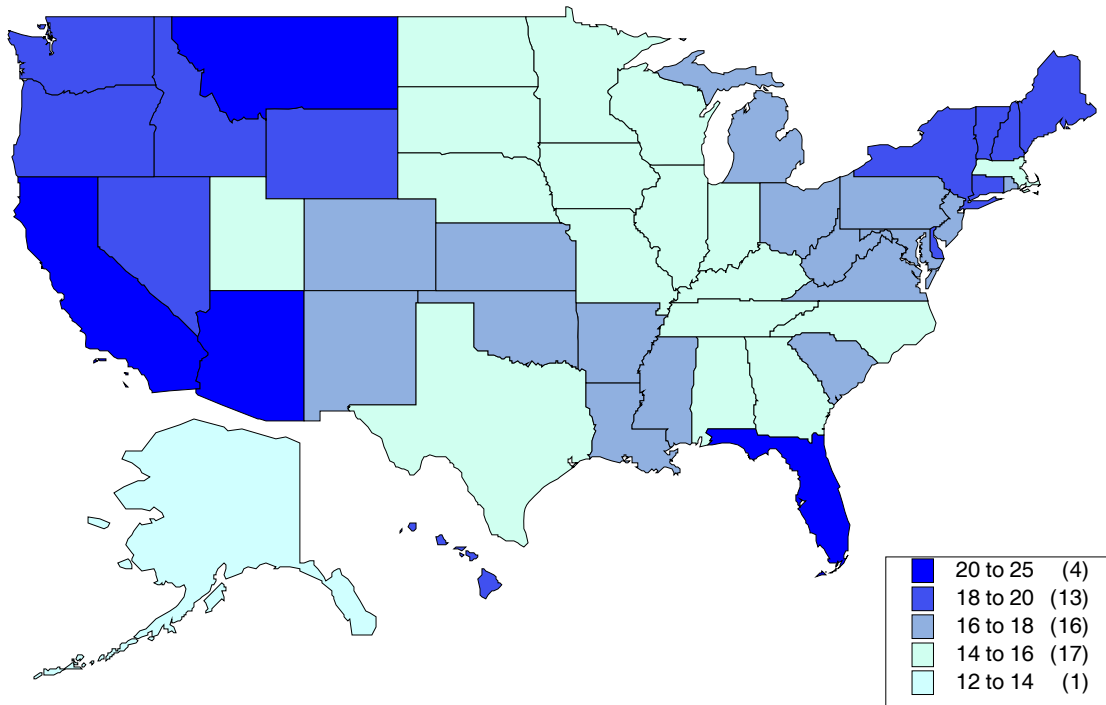 20 to 25 (4)
18 to 20 (13)
16 to 18 (16)
14 to 16 (17)
12 to 14 (1)